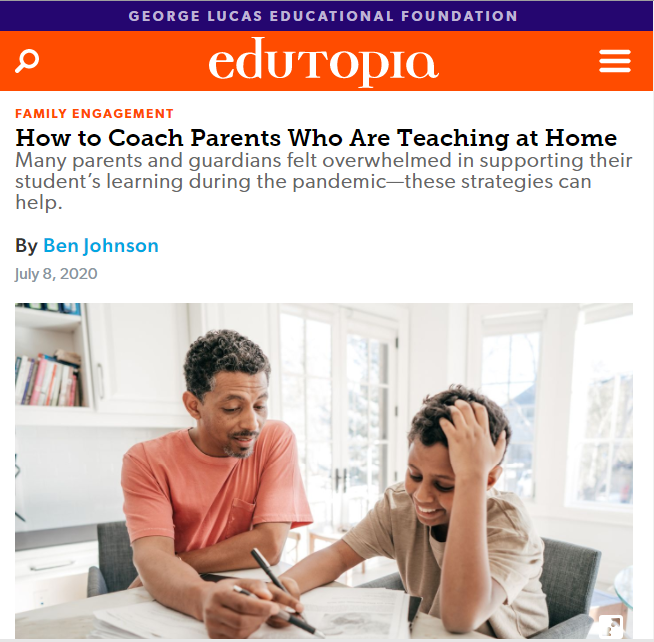 GEORGE LUCAS EDUCATIONAL FOUNDATION
edutopia
FAMILY ENGAGEMENT
How to Coach Parents Who Are Teaching at Home
Many parents and guardians felt overwhelmed in supporting their
student’s learning during the pandemic—these strategies can
help.
By Ben Johnson
July 8, 2020